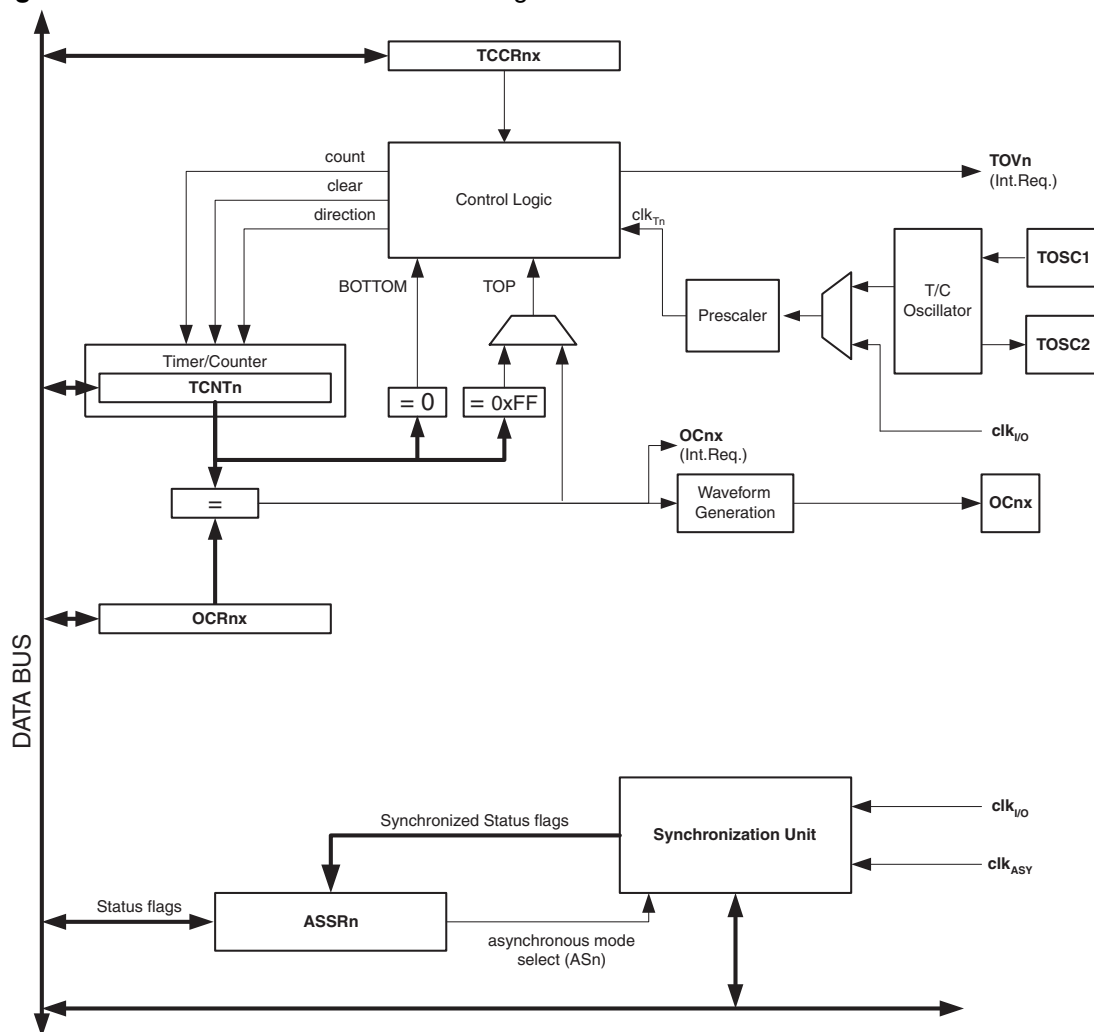 TCCRnx
count
clear
direction
Control Logic
TOVn
(Int.Req.)
clkTn
TOSC1
T/C
Oscillator
TOSC2
Prescaler
BOTTOM
TOP
Timer/Counter
TCNTn
= 0
= 0xFF
clkI/O
OCnx
(Int.Req.)
=
Waveform
Generation
OCnx
OCRnx
DATA BUS
Synchronized Status flags
Synchronization Unit
clkI/O
clkASY
Status flags
ASSRn
asynchronous mode
select (ASn)